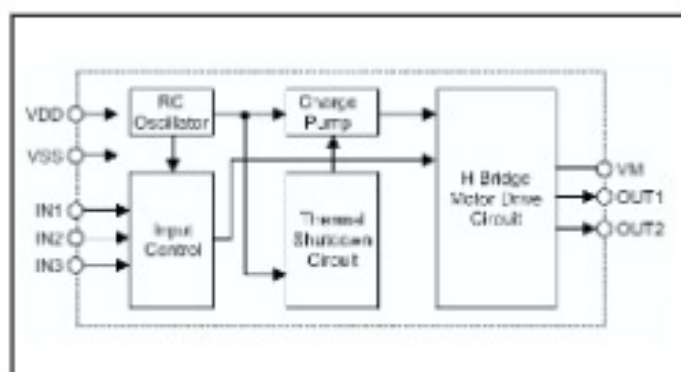 VDD
RC
Oscillator
Charge
Pump
VSS
H Bridge
Motor Drive
Circuit
VM
IN1
OUT1
Input
Control
Thermal
Shutdown
Circuit
IN2
OUT2
IN3